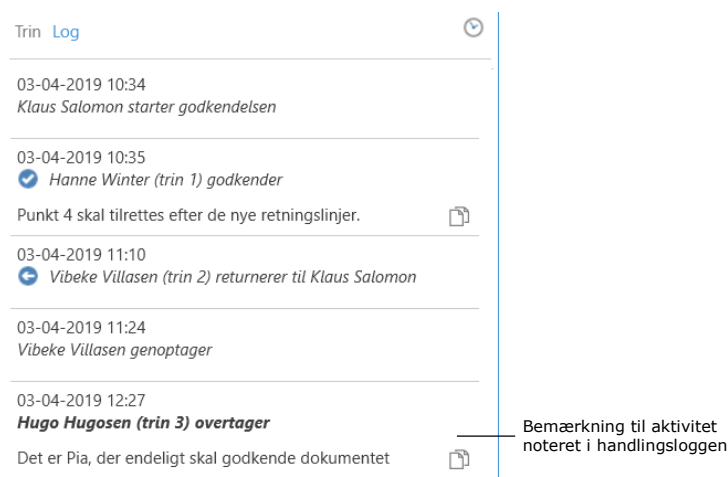 Trin Log
03-04-2019 10:34
Klaus Salomon starter godkendelsen
03-04-2019 10:35
Hanne Winter (trin 1) godkender
Punkt 4 skal tilrettes efter de nye retningslinjer.
03-04-2019 11:10
Vibeke Villasen (trin 2) returnerer til Klaus Salomon
03-04-2019 11:24
Vibeke Villasen genoptager
03-04-2019 12:27
Hugo Hugosen (trin 3) overtager
Det er Pia, der endeligt skal godkende dokumentet
Bemærkning til aktivitet
noteret i handlingsloggen